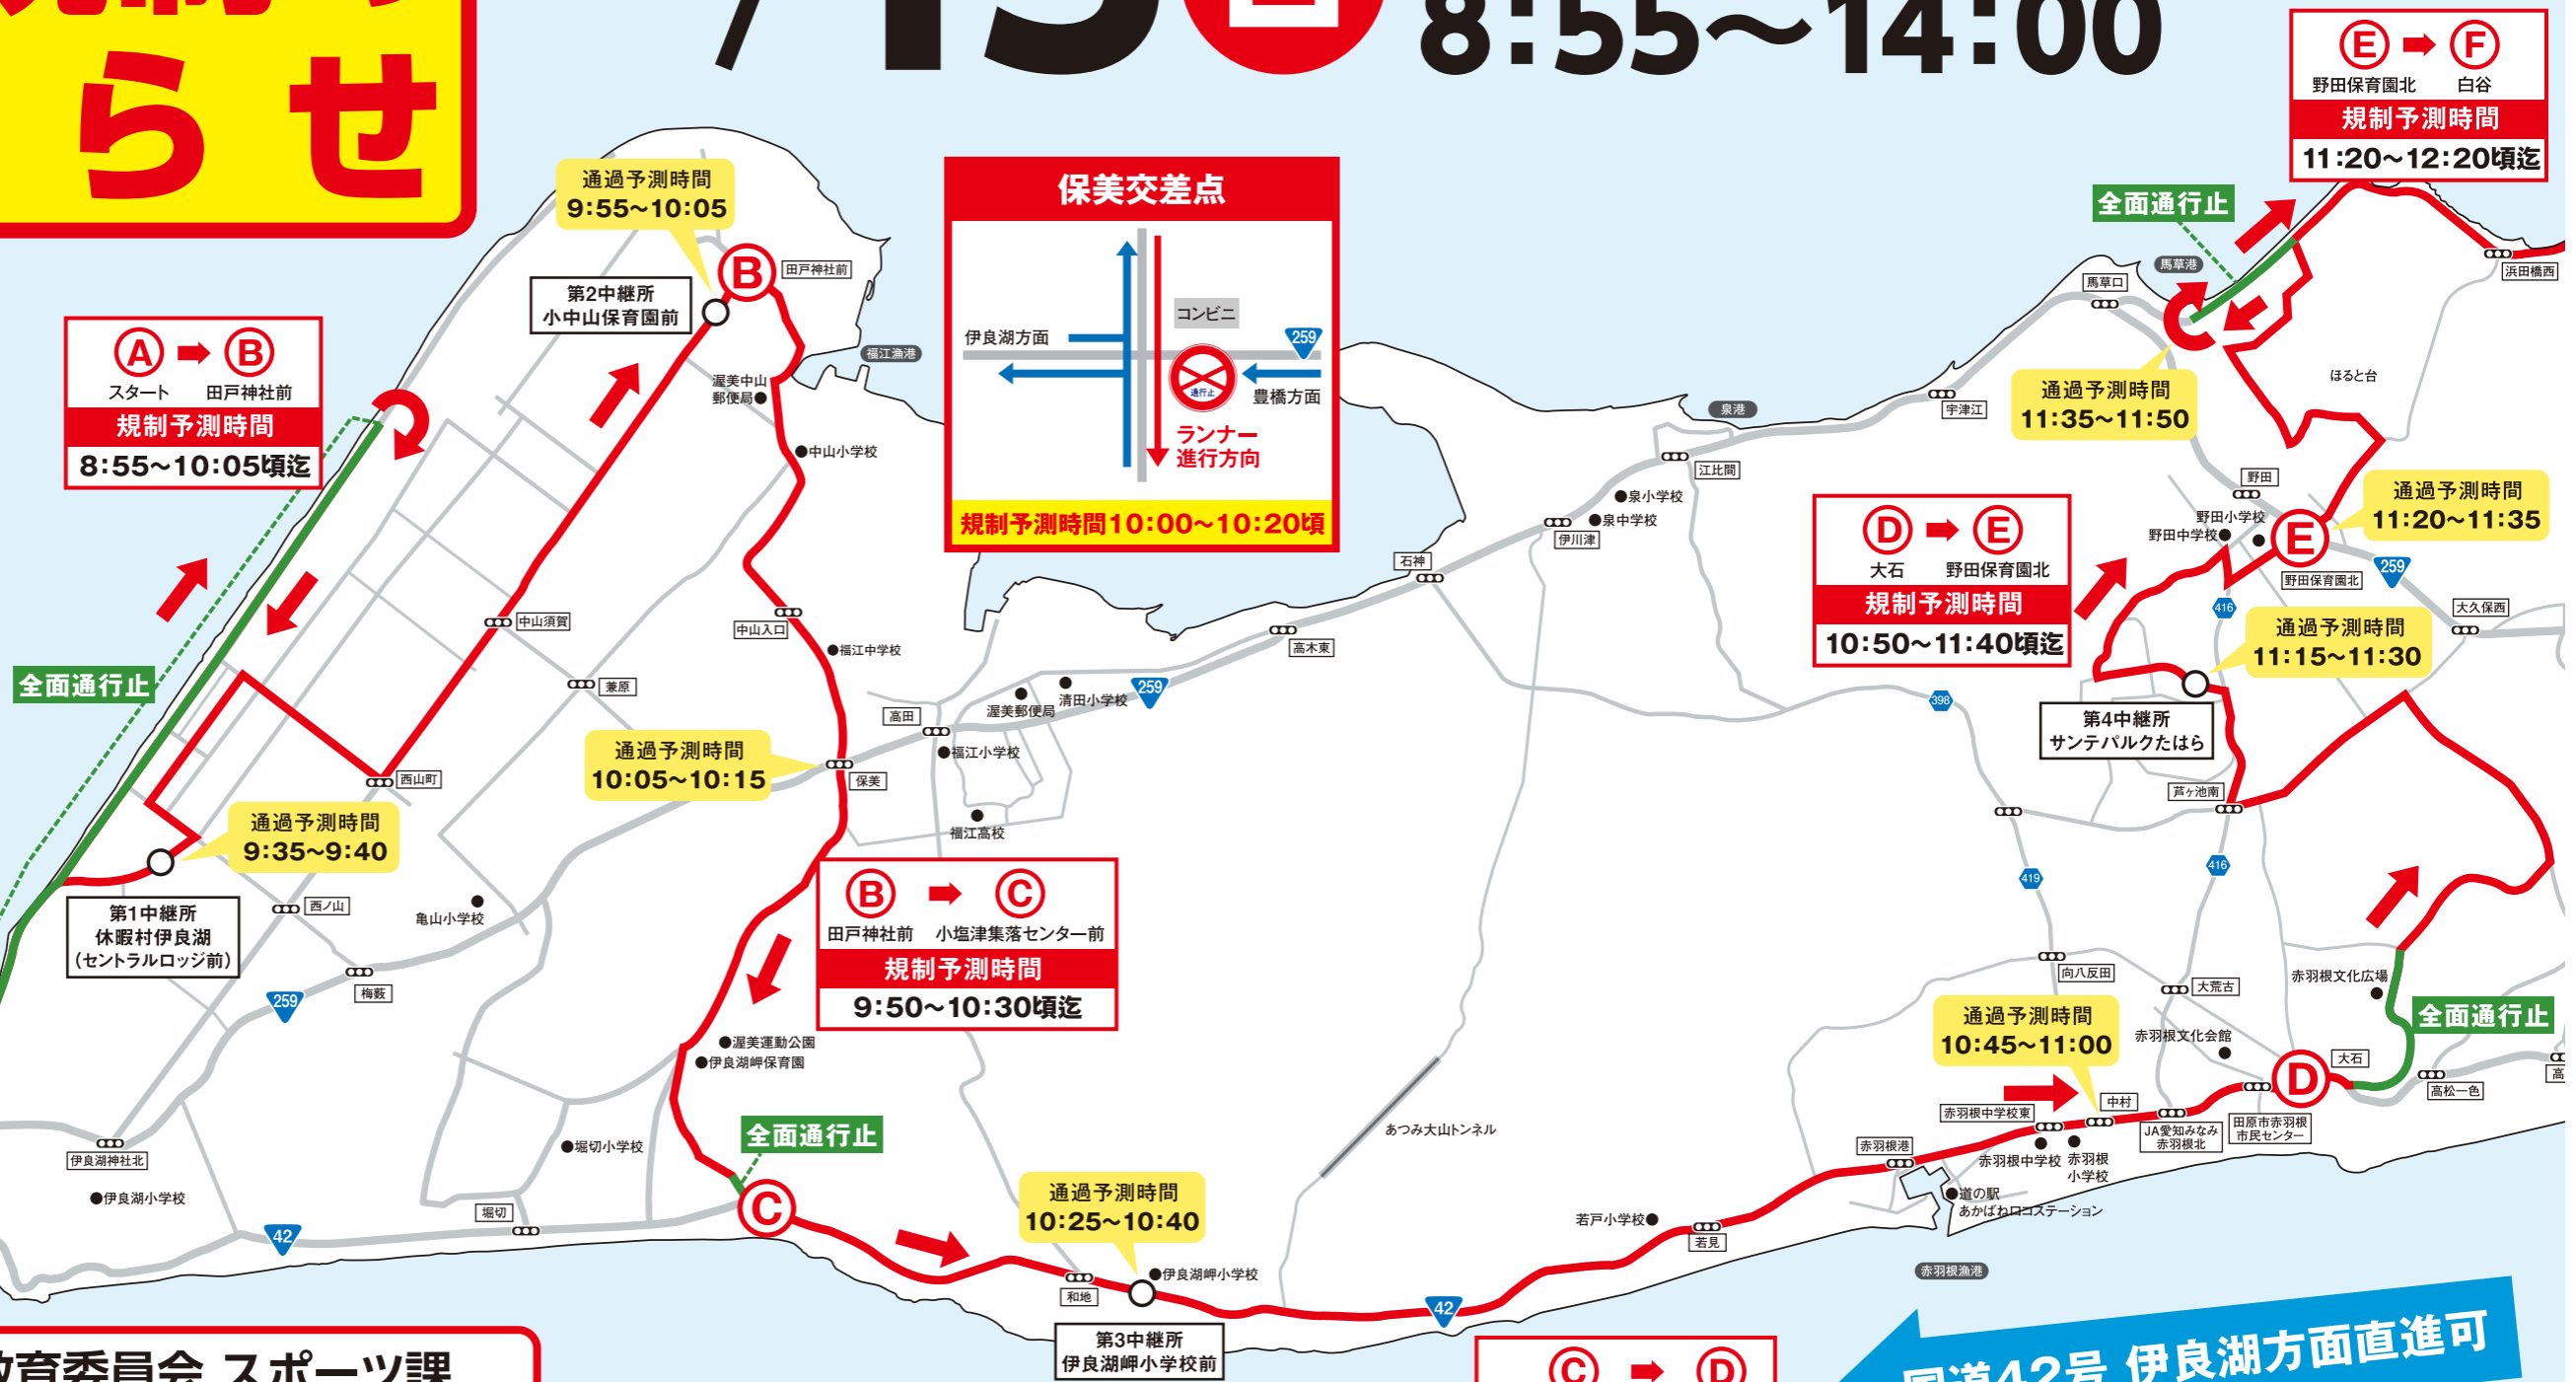 らせ
8:55〜14:00
E ➡ F
野田保育園北 白谷
規制予測時間
11:20〜12:20頃迄
全面通行止
馬草港
馬草口
浜田橋西
ほると台
通過予測時間
11:35〜11:50
通過予測時間
9:55〜10:05
B
田戸神社前
第2中継所
小中山保育園前
保美交差点
コンビニ
伊良湖方面
259
通行止
豊橋方面
ランナー
進行方向
規制予測時間10:00〜10:20頃
A ➡ B
スタート 田戸神社前
規制予測時間
8:55〜10:05頃迄
福江漁港
渥美中山
郵便局
中山小学校
泉港
宇津江
江比間
泉小学校
泉中学校
伊川津
石神
高木東
D ➡ E
大石 野田保育園北
規制予測時間
10:50〜11:40頃迄
野田
野田小学校
野田中学校
E
野田保育園北
通過予測時間
11:20〜11:35
259
416
大久保西
通過予測時間
11:15〜11:30
第4中継所
サンテパルクたはら
芦ヶ池南
398
419
416
全面通行止
中山須賀
兼原
中山入口
福江中学校
清田小学校
渥美郵便局
259
高田
福江小学校
保美
福江高校
通過予測時間
10:05〜10:15
西山町
通過予測時間
9:35〜9:40
第1中継所
休暇村伊良湖
(セントラルロッジ前)
西ノ山
亀山小学校
梅薮
259
B ➡ C
田戸神社前 小塩津集落センター前
規制予測時間
9:50〜10:30頃迄
渥美運動公園
伊良湖岬保育園
全面通行止
堀切小学校
伊良湖神社北
伊良湖小学校
堀切
42
C
通過予測時間
10:25〜10:40
和地
伊良湖岬小学校
第3中継所
伊良湖岬小学校前
あつみ大山トンネル
42
若戸小学校
若見
赤羽根港
道の駅
あかばねロコステーション
赤羽根漁港
赤羽根中学校東
赤羽根中学校
赤羽根
小学校
中村
通過予測時間
10:45〜11:00
向八反田
大荒古
赤羽根文化会館
赤羽根文化広場
JA愛知みなみ
赤羽根北
田原市赤羽根
市民センター
D
大石
高松一色
高
全面通行止
C ➡ D
国道42号 伊良湖方面直進可
教育委員会 スポーツ課